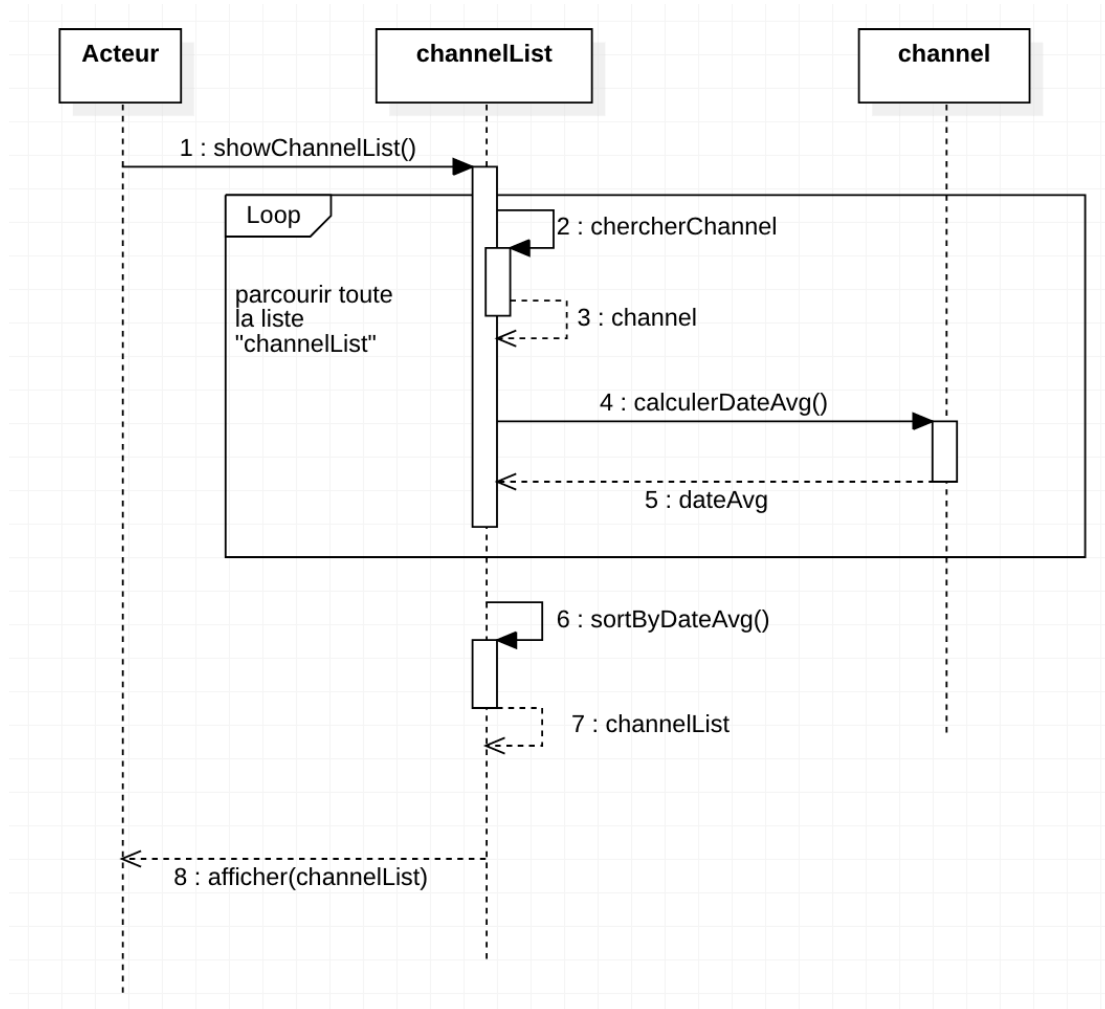 Acteur
channelList
channel
1 : showChannelList()
Loop
2 : chercherChannel
parcourir toute
la liste
"channelList"
3 : channel
4 : calculerDateAvg()
5 : dateAvg
6 : sortByDateAvg()
7 : channelList
8 : afficher(channelList)